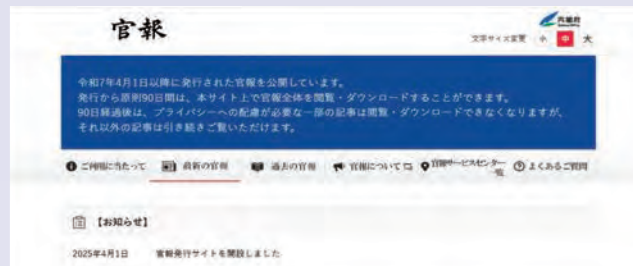 官報
内閣府
文字サイズ変更 小 中 大
令和7年4月1日以降に発行された官報を公開しています。
発行から原則90日間は、本サイト上で官報全体を閲覧・ダウンロードすることができます。
90日経過後は、プライバシーへの配慮が必要な一部の記事は閲覧・ダウンロードできなくなりますが、
それ以外の記事は引き続きご覧いただけます。
ご利用に当たって 最新の官報 過去の官報 官報について 官報サービスセンター一覧 よくあるご質問
【お知らせ】
2025年4月1日 官報発行サイトを開設しました